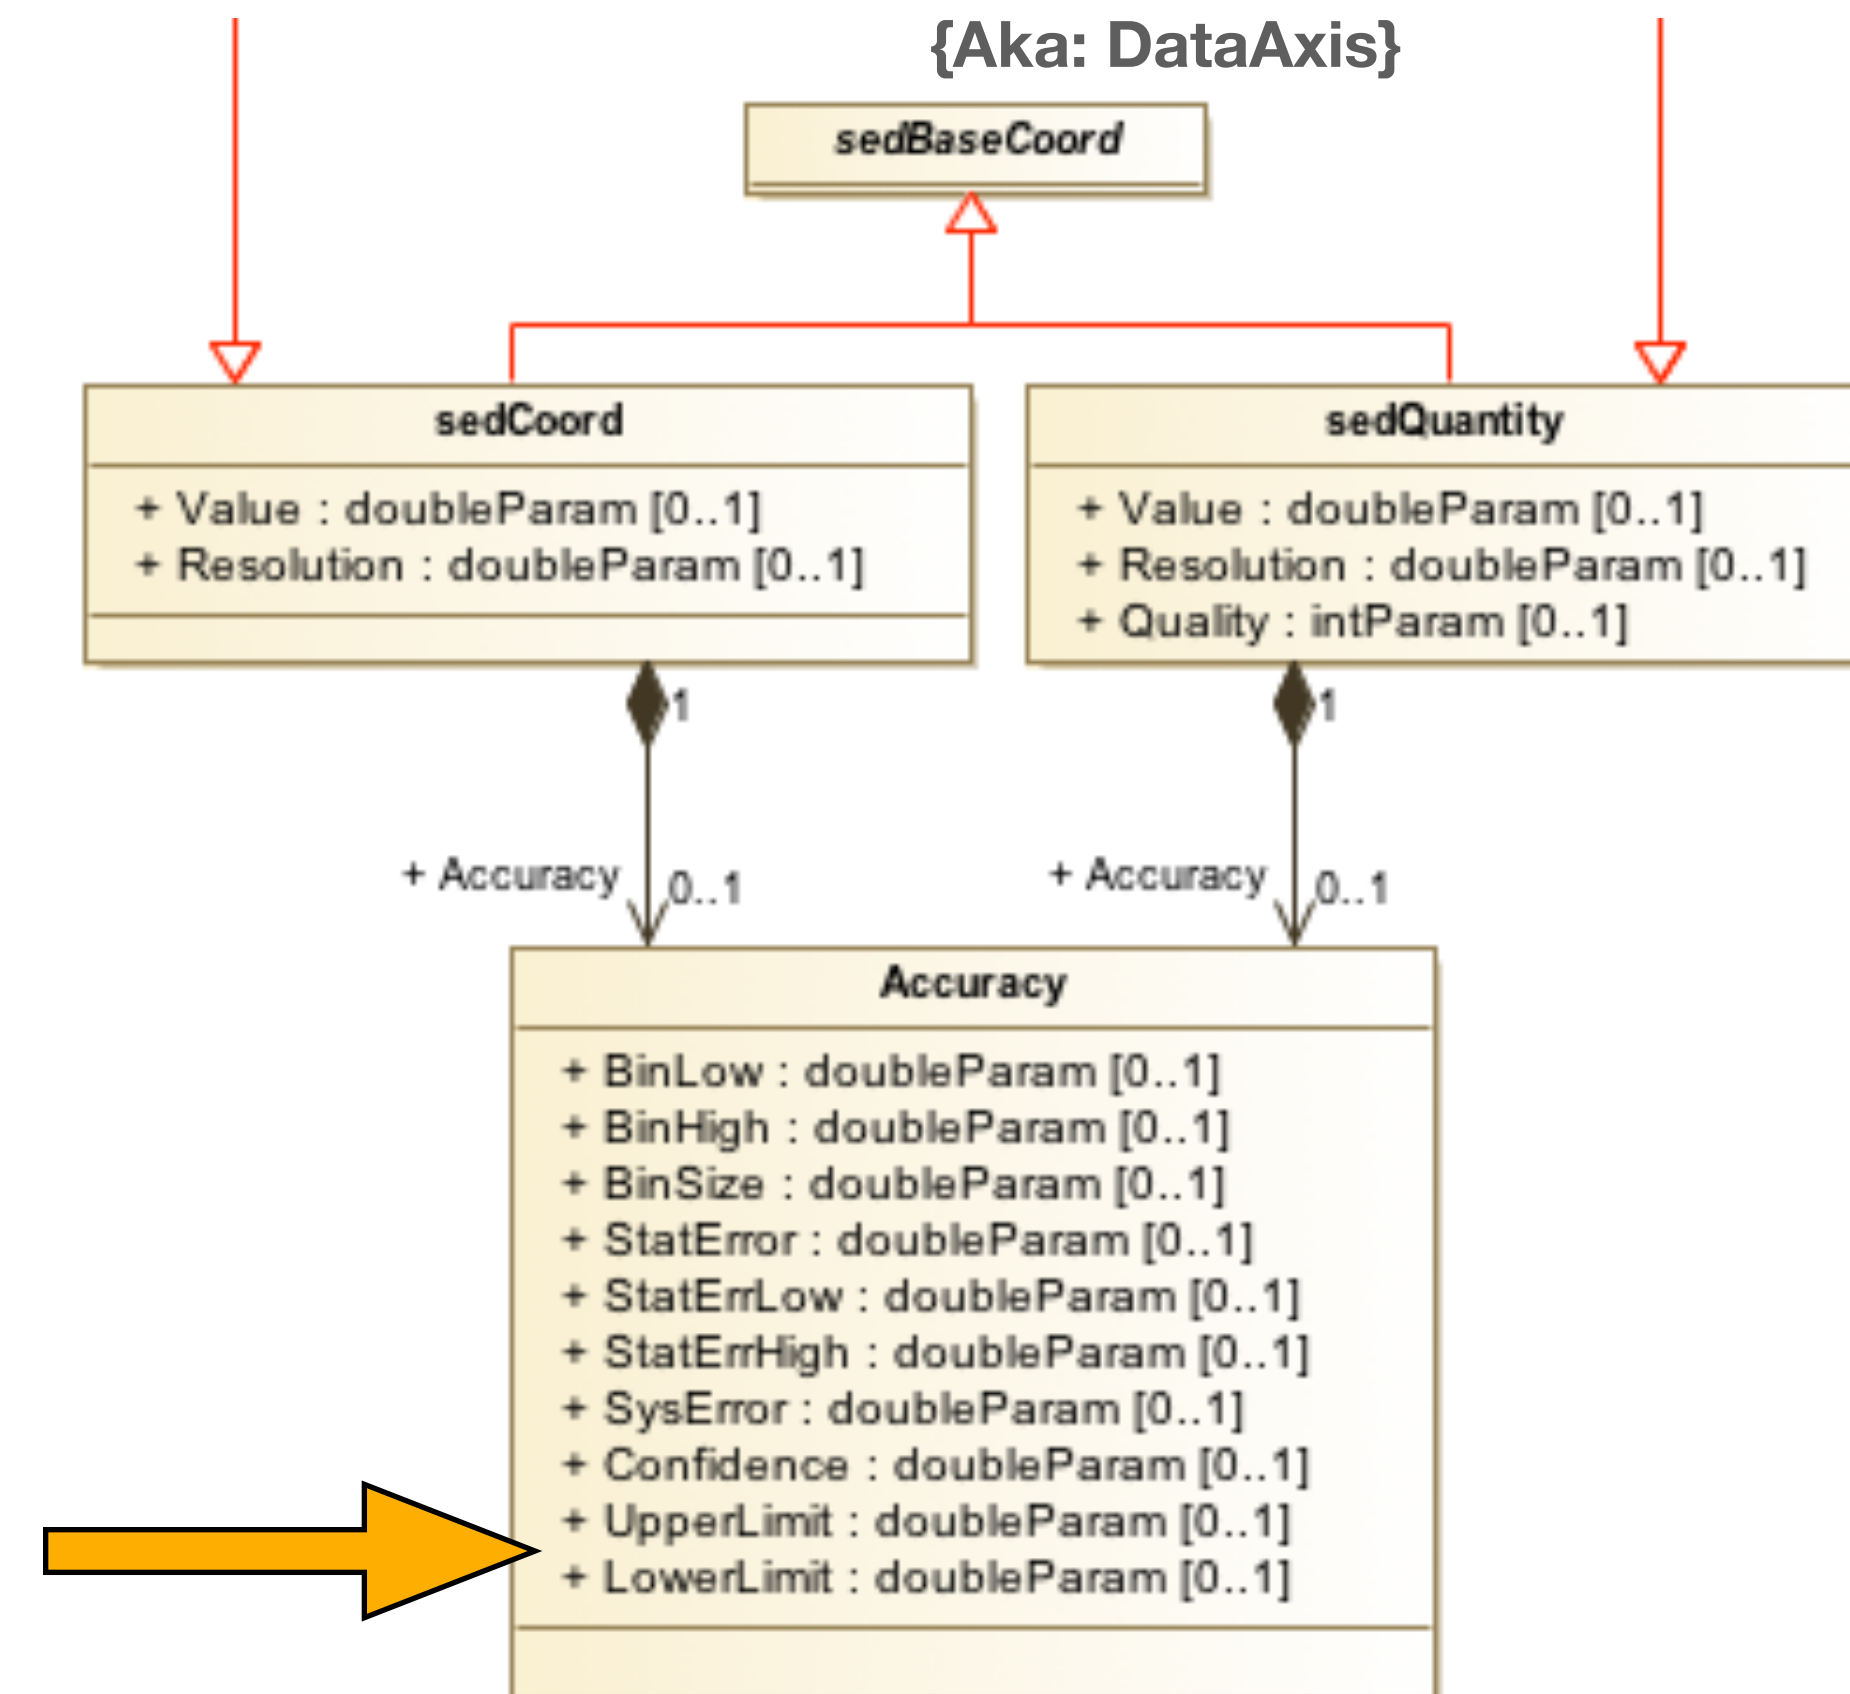 {Aka: DataAxis}
sedBaseCoord
sedCoord
+ Value : doubleParam [0..1]
+ Resolution : doubleParam [0..1]
sedQuantity
+ Value : doubleParam [0..1]
+ Resolution : doubleParam [0..1]
+ Quality : intParam [0..1]
1
+ Accuracy
0..1
1
+ Accuracy
0..1
Accuracy
+ BinLow : doubleParam [0..1]
+ BinHigh : doubleParam [0..1]
+ BinSize : doubleParam [0..1]
+ StatError : doubleParam [0..1]
+ StatErrLow : doubleParam [0..1]
+ StatErrHigh : doubleParam [0..1]
+ SysError : doubleParam [0..1]
+ Confidence : doubleParam [0..1]
+ UpperLimit : doubleParam [0..1]
+ LowerLimit : doubleParam [0..1]